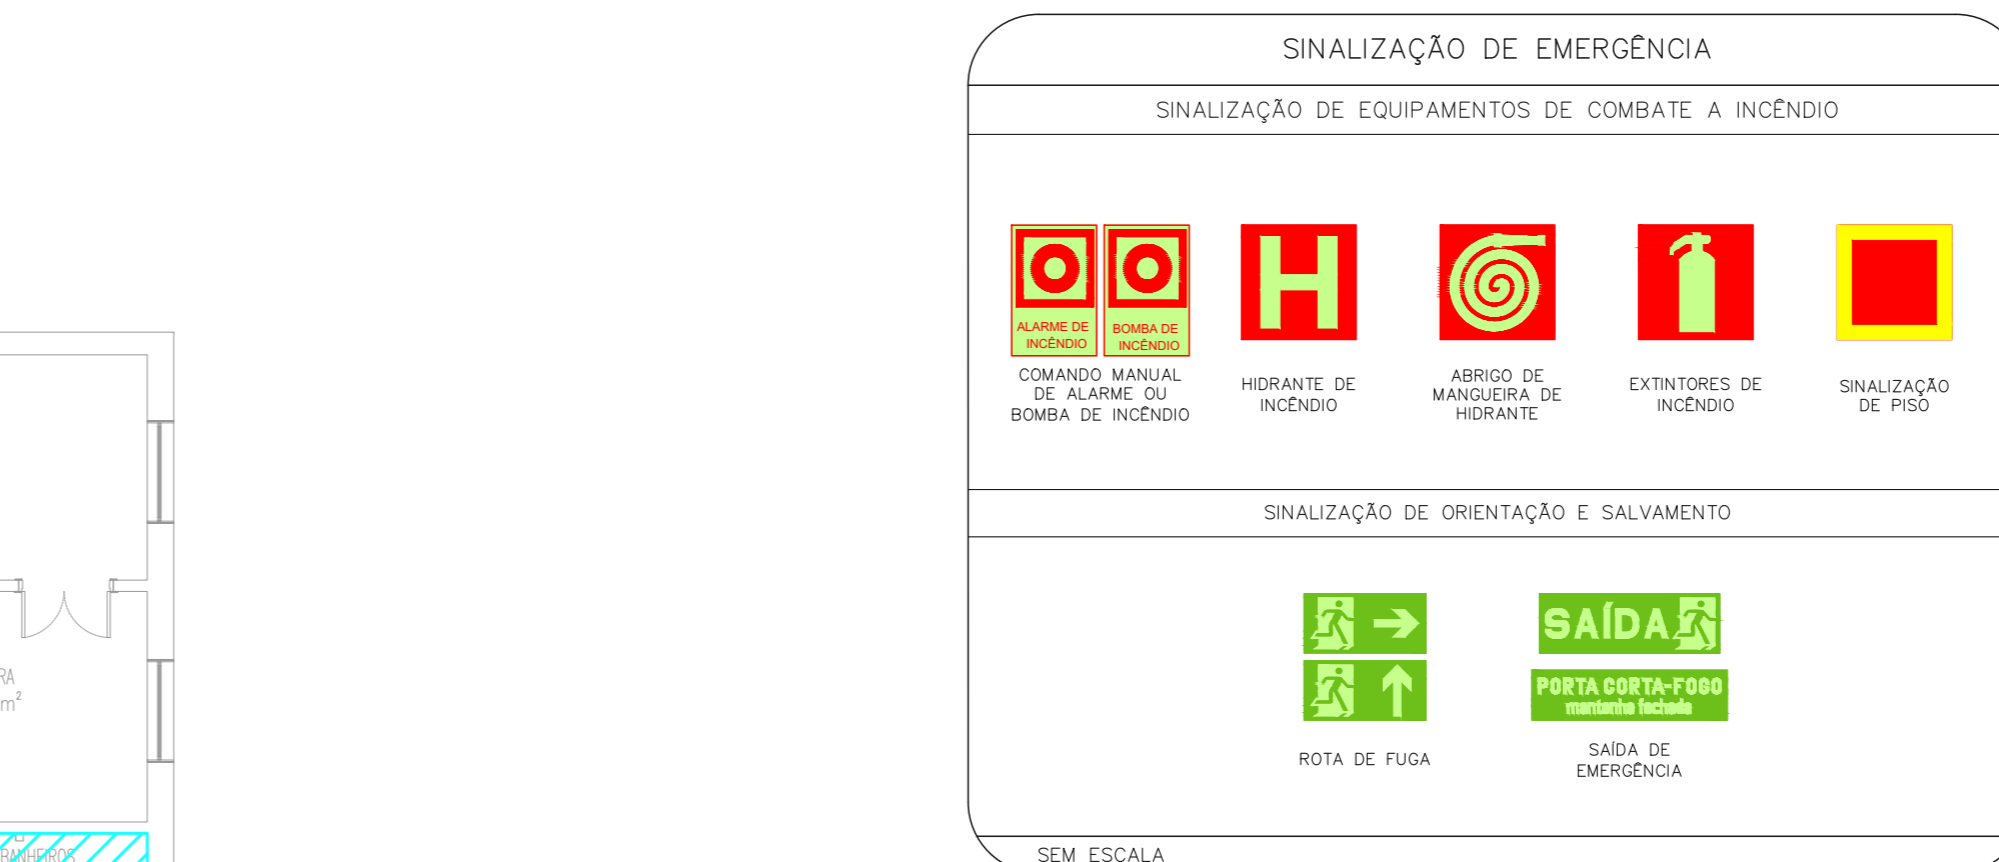 SINALIZAÇÃO DE EMERGÊNCIA
SINALIZAÇÃO DE EQUIPAMENTOS DE COMBATE A INCÊNDIO
ALARME DE
INCÊNDIO
BOMBA DE
INCÊNDIO
H
COMANDO MANUAL
DE ALARME OU
BOMBA DE INCÊNDIO
HIDRANTE DE
INCÊNDIO
ABRIGO DE
MANGUEIRA DE
HIDRANTE
EXTINTORES DE
INCÊNDIO
SINALIZAÇÃO
DE PISO
SINALIZAÇÃO DE ORIENTAÇÃO E SALVAMENTO
SAÍDA
PORTA CORTA-FOGO
mantenha fechada
ROTA DE FUGA
SAÍDA DE
EMERGÊNCIA
SEM ESCALA
RA
m²